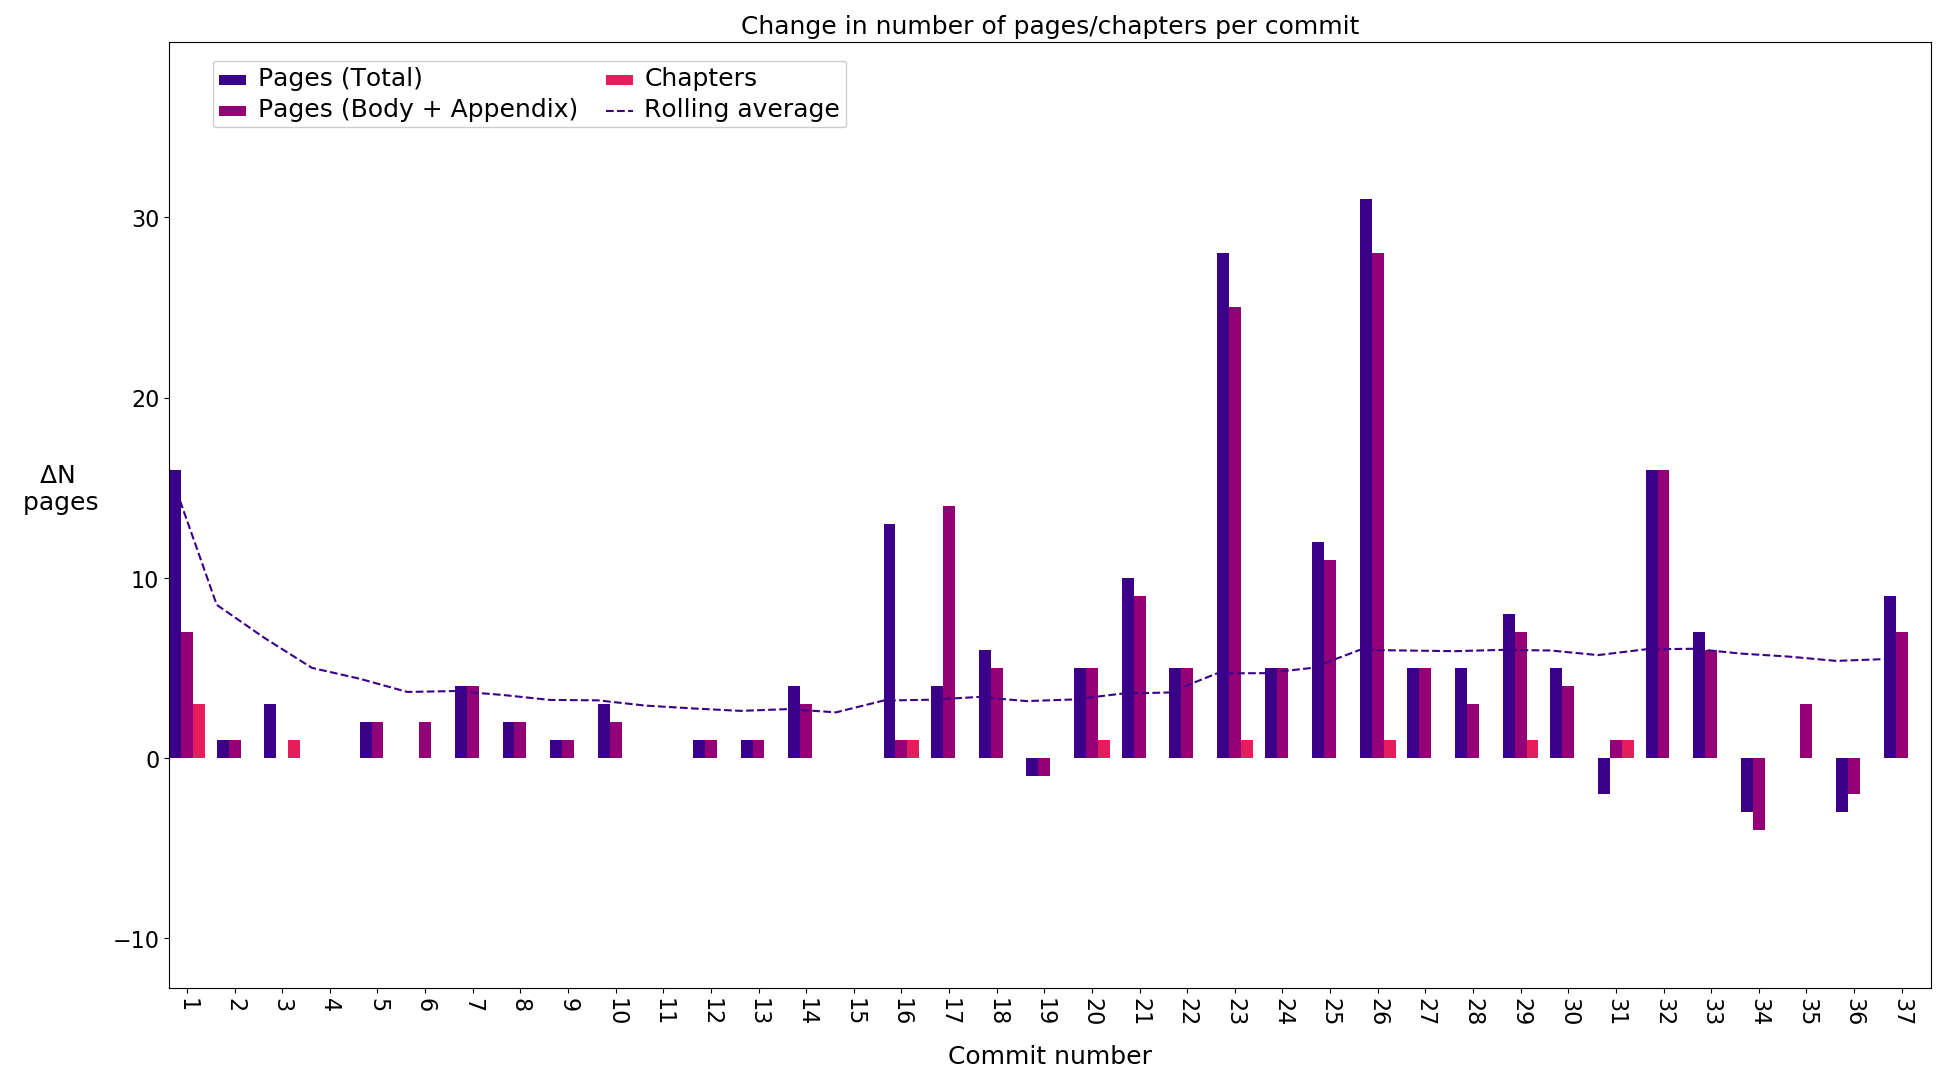 Change in number of pages/chapters per commit
Pages (Total)
Pages (Body + Appendix)
Chapters
Rolling average
30
20
10
0
−10
ΔN
pages
1 2 3 4 5 6 7 8 9 10 11 12 13 14 15 16 17 18 19 20 21 22 23 24 25 26 27 28 29 30 31 32 33 34 35 36 37
Commit number